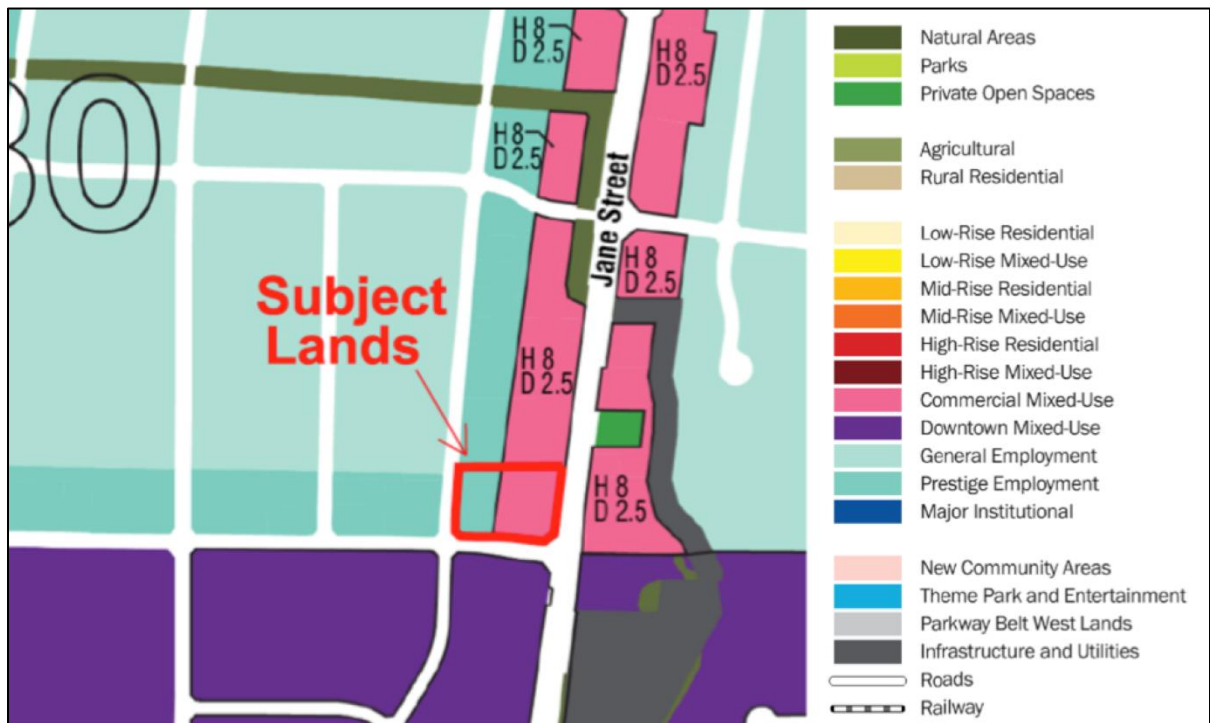 H 8
D 2.5
H 8
D 2.5
30
H 8
D 2.5
Jane Street
H 8
D 2.5
Subject
Lands
H 8
D 2.5
H 8
D 2.5
Natural Areas
Parks
Private Open Spaces
Agricultural
Rural Residential
Low-Rise Residential
Low-Rise Mixed-Use
Mid-Rise Residential
Mid-Rise Mixed-Use
High-Rise Residential
High-Rise Mixed-Use
Commercial Mixed-Use
Downtown Mixed-Use
General Employment
Prestige Employment
Major Institutional
New Community Areas
Theme Park and Entertainment
Parkway Belt West Lands
Infrastructure and Utilities
Roads
Railway